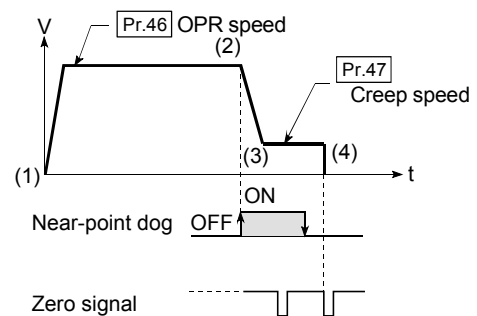 V
Pr.46 OPR speed
(2)
Pr.47
Creep speed
(3)
(4)
(1)
t
ON
Near-point dog OFF
Zero signal